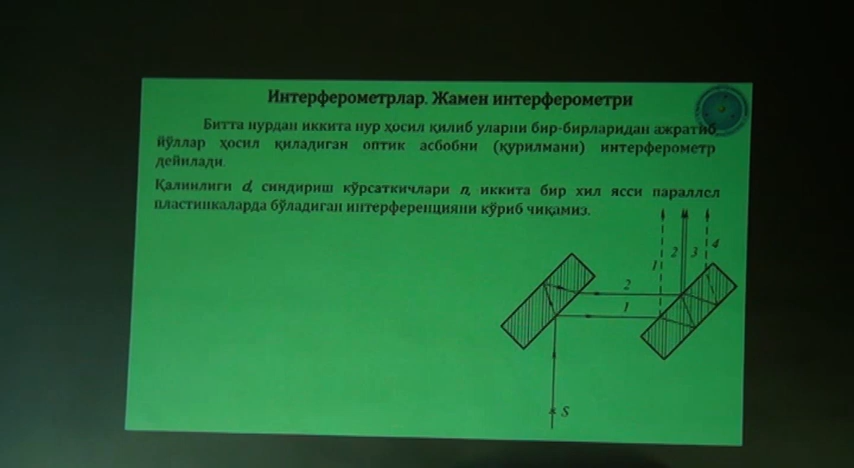 Интерферометрлар. Жамен интерферометри
Битта нурдан иккита нур ҳосил қилиб уларни бир-бирларидан ажратиб
йўллар ҳосил қиладиган оптик асбобни (қурилмани) интерферометр
дейилади.
Қалинлиги d, синдириш кўрсаткичлари n, иккита бир хил ясси параллел
пластинкаларда бўладиган интерференцияни кўриб чиқамиз.
1 2 3 4
2
1
S